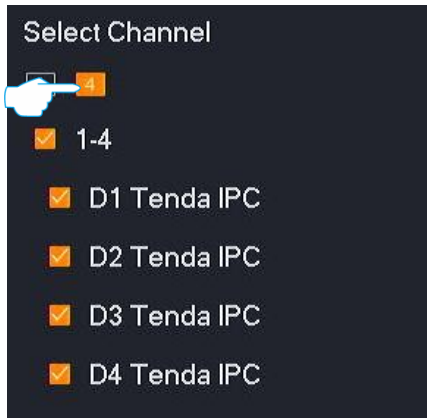 Select Channel
4
1-4
D1 Tenda IPC
D2 Tenda IPC
D3 Tenda IPC
D4 Tenda IPC